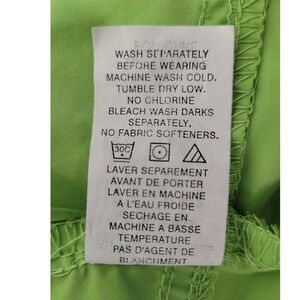 WASH SEPARATELY
BEFORE WEARING
MACHINE WASH COLD.
TUMBLE DRY LOW.
NO CHLORINE
BLEACH WASH DARKS
SEPARATELY.
NO FABRIC SOFTENERS.
30C
LAVER SEPAREMENT
AVANT DE PORTER
LAVER EN MACHINE
A L'EAU FROIDE
SECHAGE EN
MACHINE A BASSE
TEMPERATURE
PAS D'AGENT DE
BLANCHMENT